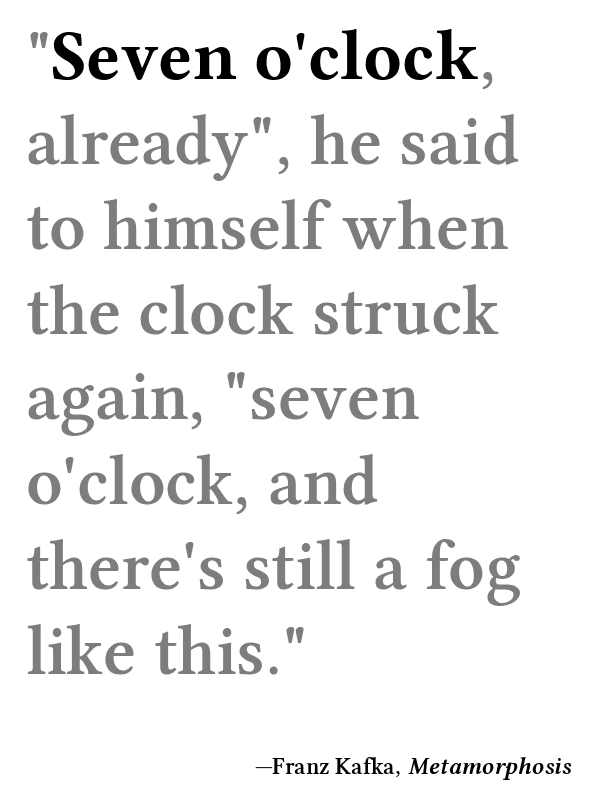 "Seven o'clock,
already", he said
to himself when
the clock struck
again, "seven
o'clock, and
there's still a fog
like this."
—Franz Kafka, Metamorphosis